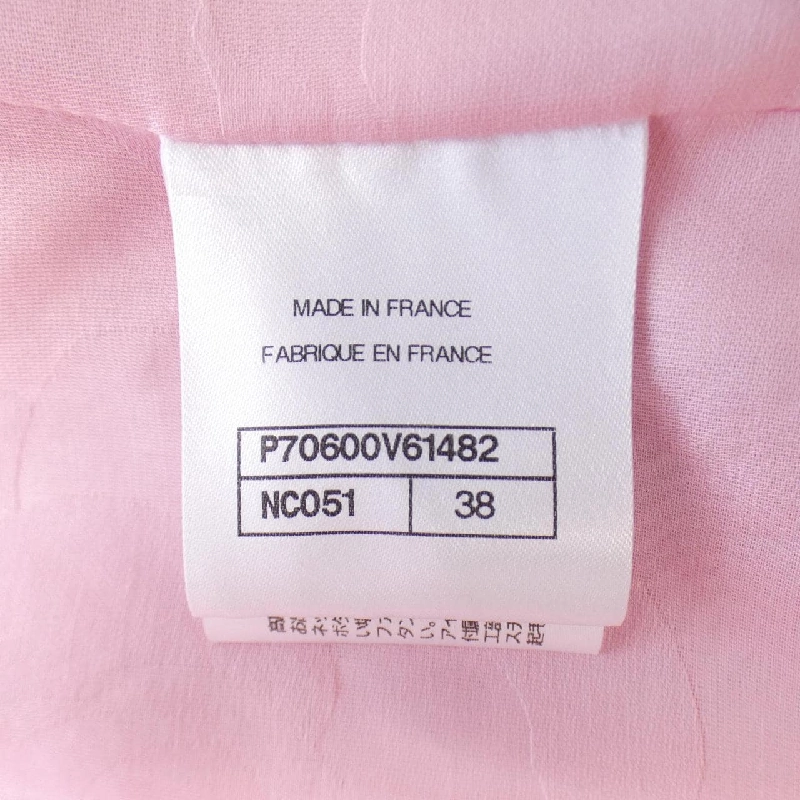 MADE IN FRANCE
FABRIQUE EN FRANCE
P70600V61482
NC051 38